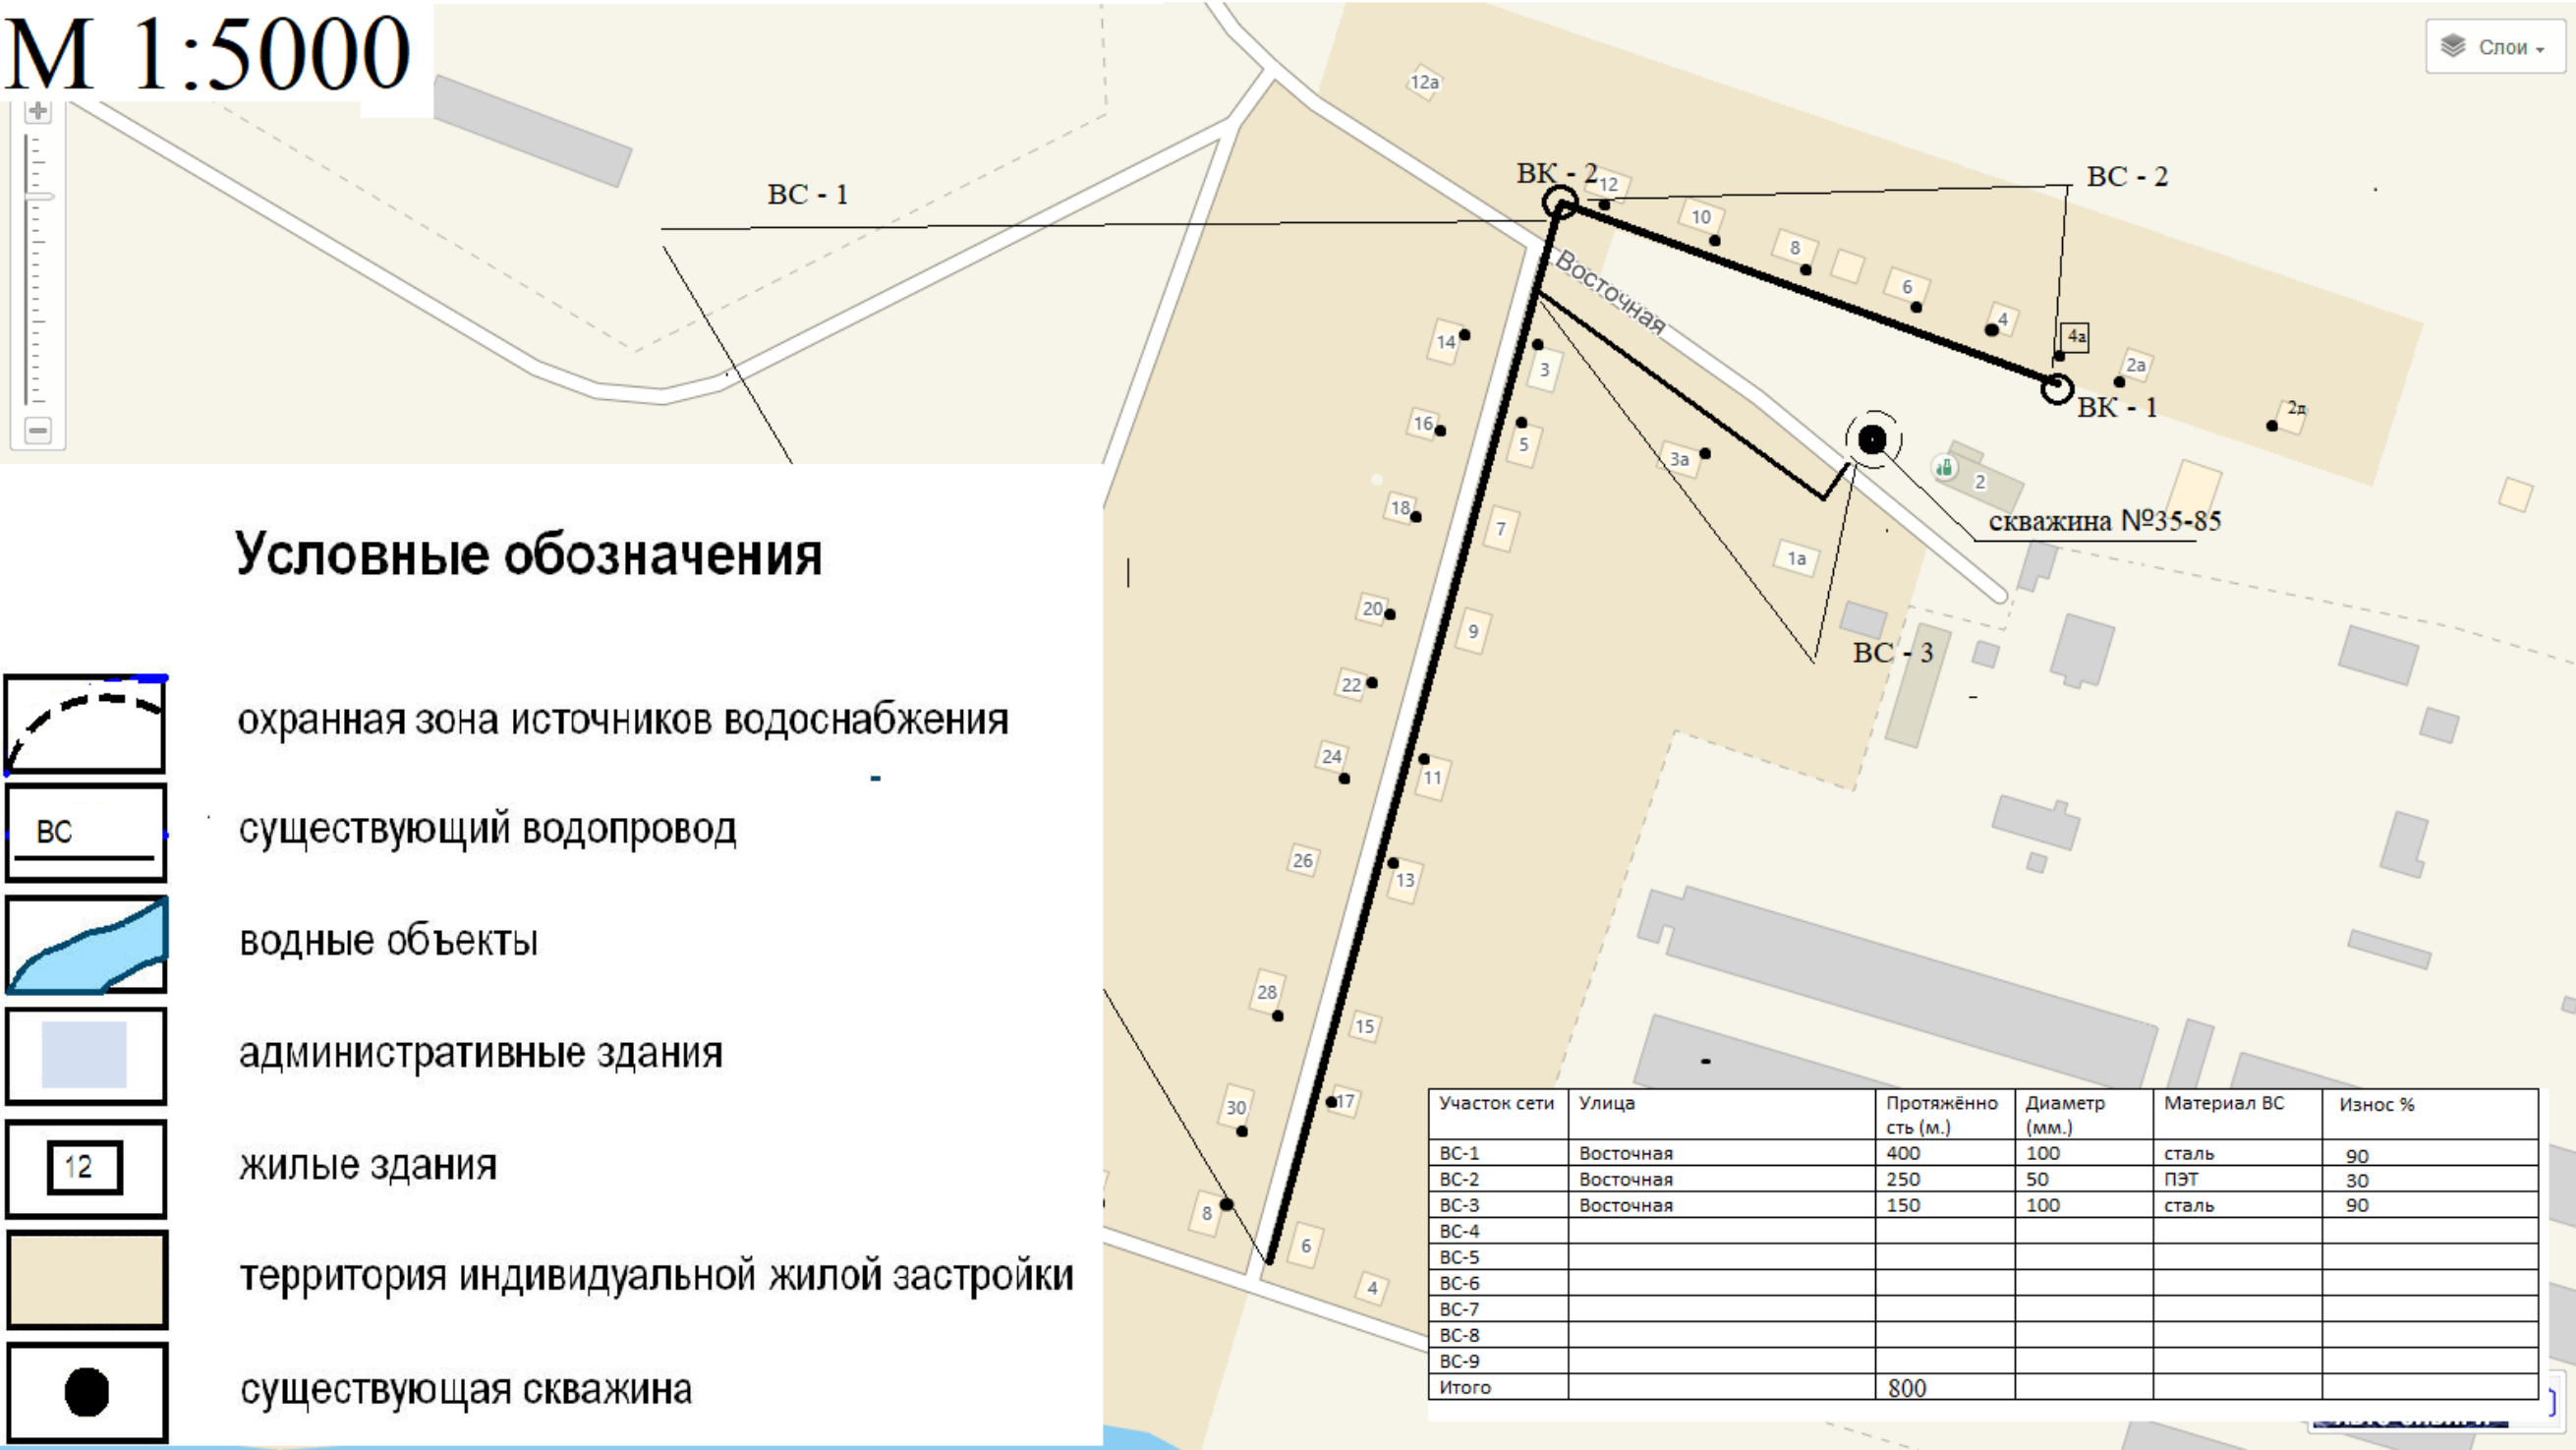 М 1:5000
Слои
12а
ВК - 2
12
ВС - 2
ВС - 1
10
8
Восточная
6
4
4а
2а
ВК - 1
2д
14
3
16
5
3а
2
скважина №35-85
18
7
1а
20
9
ВС - 3
22
24
11
26
13
28
15
30
17
8
6
4
Условные обозначения
охранная зона источников водоснабжения
ВС
существующий водопровод
водные объекты
административные здания
12
жилые здания
территория индивидуальной жилой застройки
существующая скважина
Участок сети Улица Протяжённо Диаметр Материал ВС Износ %
сть (м.) (мм.)
ВС-1 Восточная 400 100 сталь 90
ВС-2 Восточная 250 50 ПЭТ 30
ВС-3 Восточная 150 100 сталь 90
ВС-4
ВС-5
ВС-6
ВС-7
ВС-8
ВС-9
Итого 800